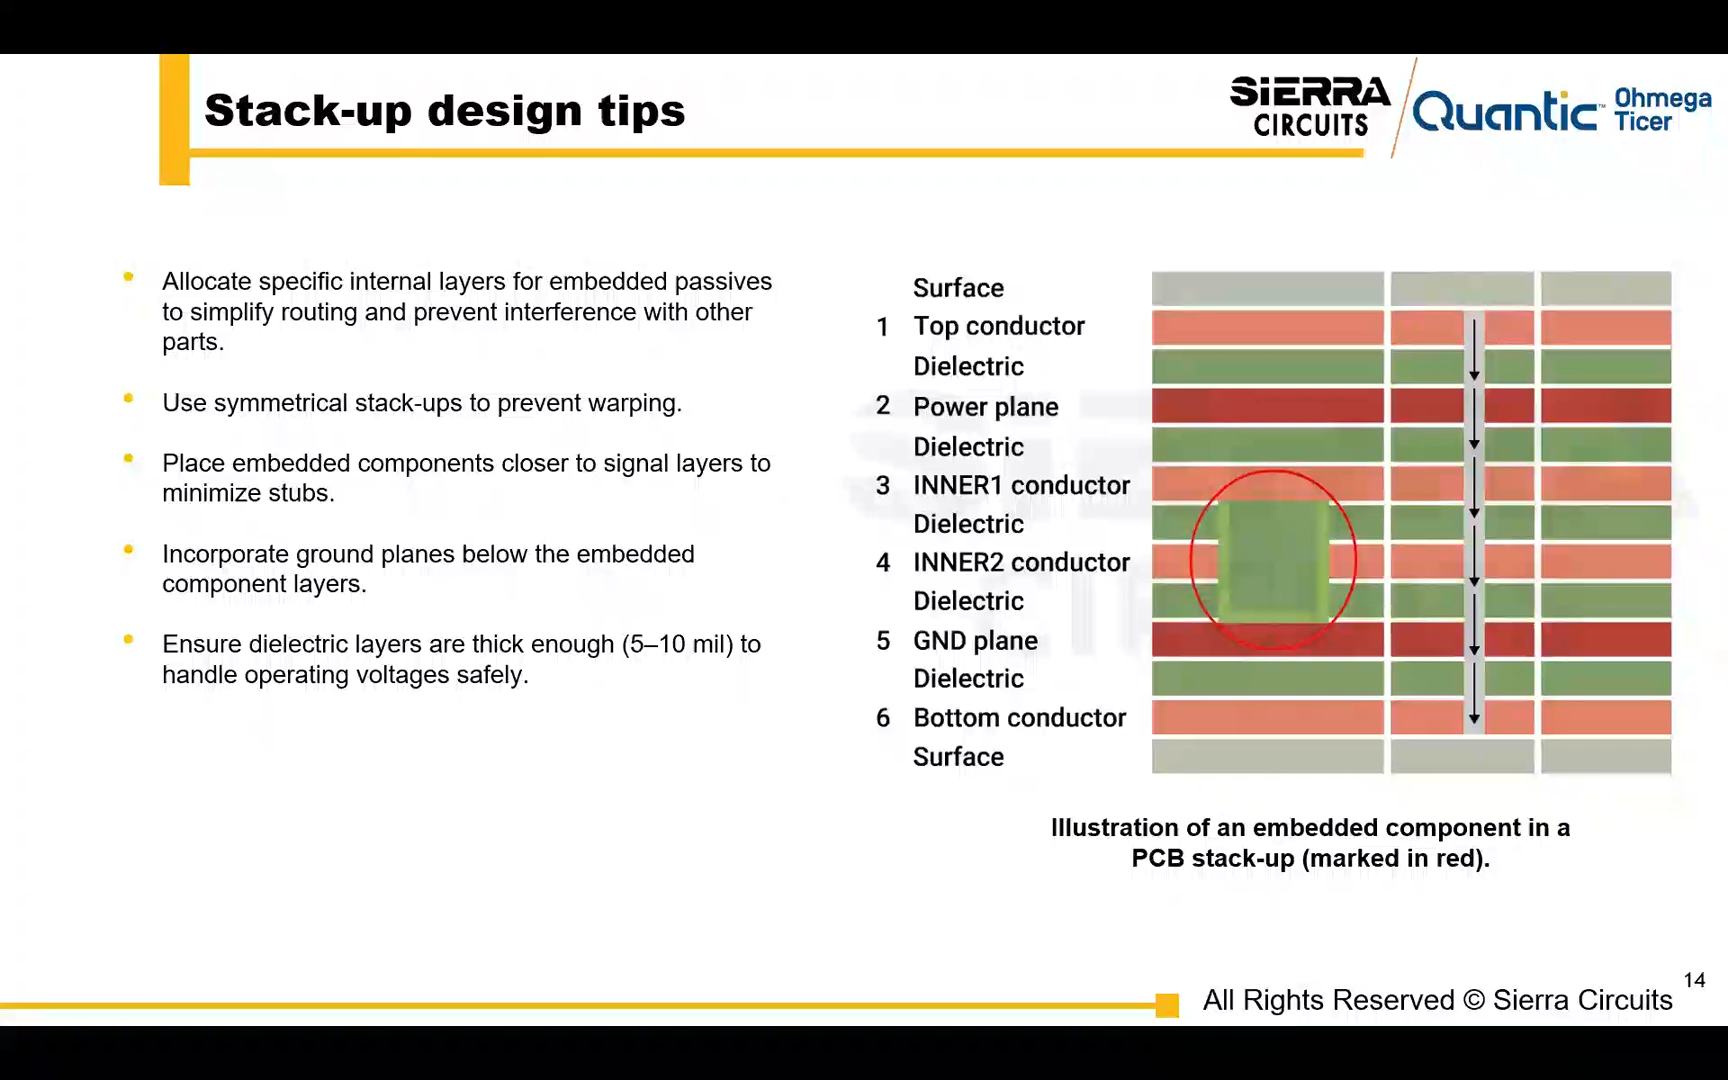 Stack-up design tips
SIERRA
CIRCUITS
Quantic™ Ohmega
Ticer
• Allocate specific internal layers for embedded passives
to simplify routing and prevent interference with other
parts.
• Use symmetrical stack-ups to prevent warping.
• Place embedded components closer to signal layers to
minimize stubs.
• Incorporate ground planes below the embedded
component layers.
• Ensure dielectric layers are thick enough (5–10 mil) to
handle operating voltages safely.
Surface
1 Top conductor
Dielectric
2 Power plane
Dielectric
3 INNER1 conductor
Dielectric
4 INNER2 conductor
Dielectric
5 GND plane
Dielectric
6 Bottom conductor
Surface
Illustration of an embedded component in a
PCB stack-up (marked in red).
14
All Rights Reserved © Sierra Circuits